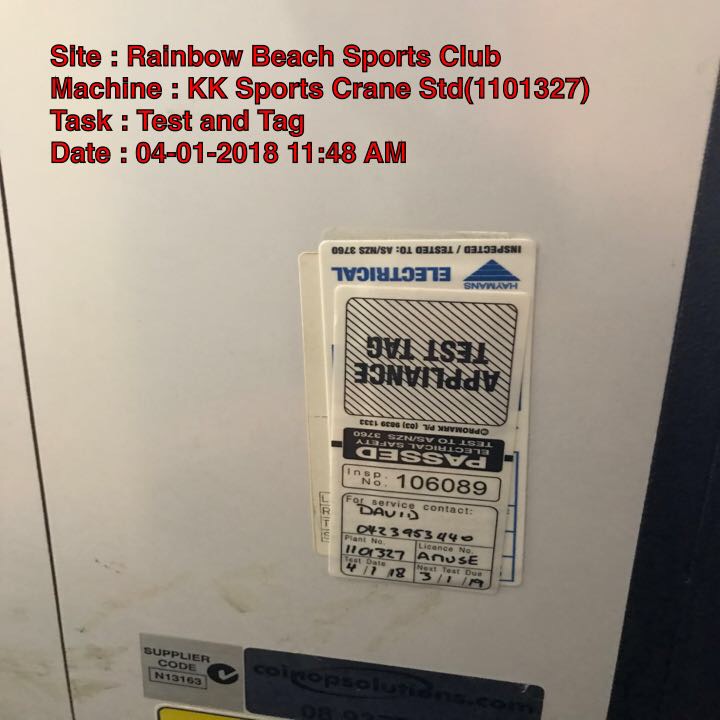 Site : Rainbow Beach Sports Club
Machine : KK Sports Crane Std(1101327)
Task : Test and Tag
Date : 04-01-2018 11:48 AM
INSPECTED / TESTED TO: AS/NZS 3760
HAYMANS
ELECTRICAL
APPLIANCE
TEST TAG
©PROMARK P/L (03) 9839 1333
PASSED
ELECTRICAL SAFETY
TEST TO AS/NZS 3760
Insp. No. 106089
For service contact:
DAVID
0423953440
Plant No. Licence No.
1101327 AMUSE
Test Date Next Test Due
4/1/18 3/1/19
L
R
T
S
SUPPLIER
CODE
N13163
coinopsolutions.com